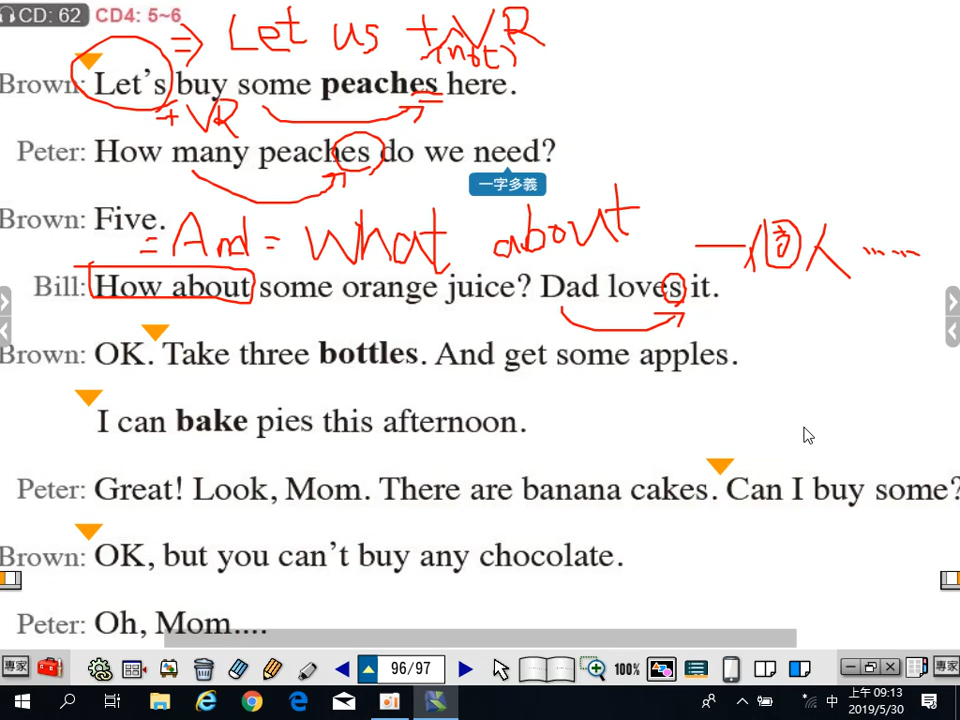 CD: 62 CD4: 5~6
⇒ Let us + VR
(not)
Brown: Let's buy some peaches here.
+ VR
Peter: How many peaches do we need?
一字多義
Brown: Five.
= And = What about
一個人......
Bill: How about some orange juice? Dad loves it.
Brown: OK. Take three bottles. And get some apples.
I can bake pies this afternoon.
Peter: Great! Look, Mom. There are banana cakes. Can I buy some?
Brown: OK, but you can't buy any chocolate.
Peter: Oh, Mom....
專家 96/97 100% 專家
中 上午 09:13
2019/5/30